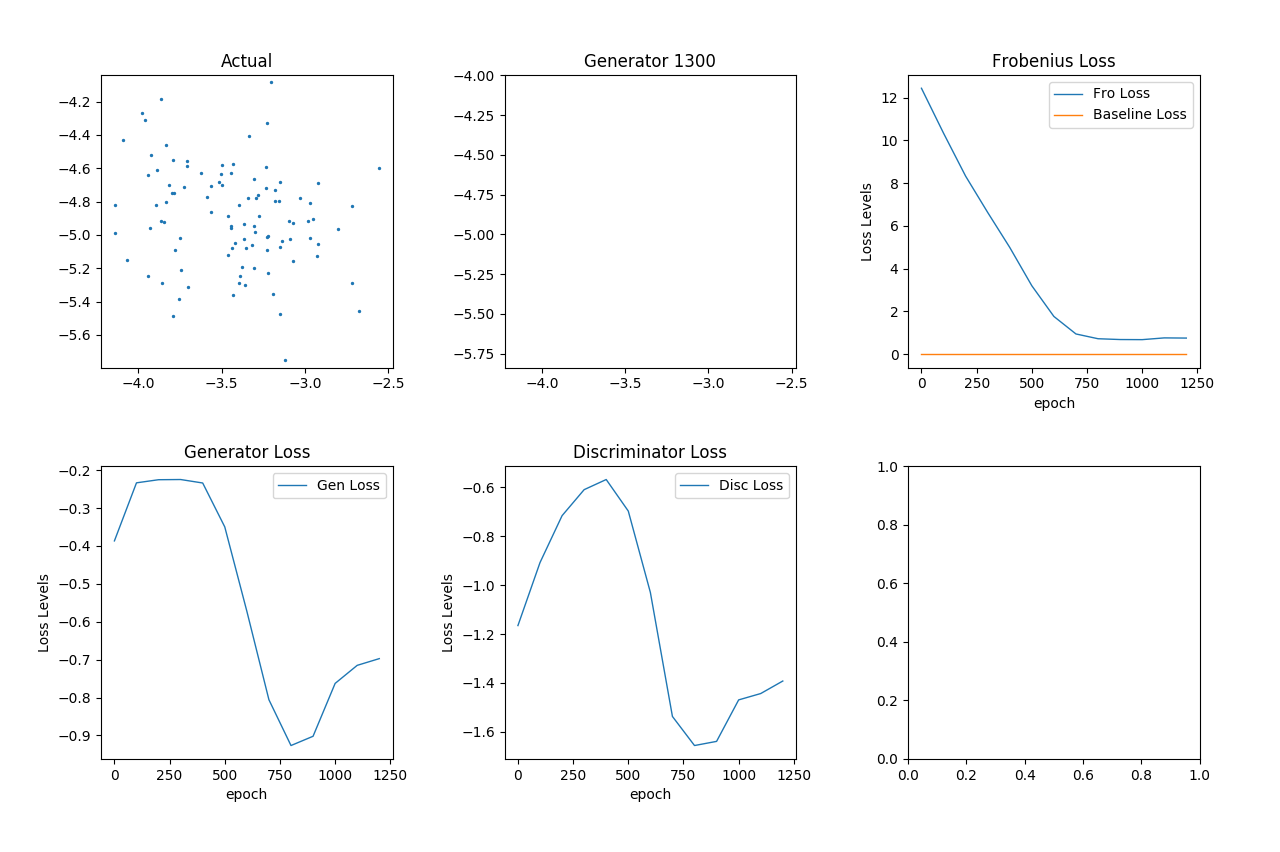 Actual
Generator 1300
Frobenius Loss
−4.2
−4.4
−4.6
−4.8
−5.0
−5.2
−5.4
−5.6
−4.0 −3.5 −3.0 −2.5
−4.00
−4.25
−4.50
−4.75
−5.00
−5.25
−5.50
−5.75
−4.0 −3.5 −3.0 −2.5
Loss Levels
12
10
8
6
4
2
0
Fro Loss
Baseline Loss
0 250 500 750 1000 1250
epoch
Generator Loss
Discriminator Loss
Loss Levels
−0.2
−0.3
−0.4
−0.5
−0.6
−0.7
−0.8
−0.9
Gen Loss
0 250 500 750 1000 1250
epoch
Loss Levels
−0.6
−0.8
−1.0
−1.2
−1.4
−1.6
Disc Loss
0 250 500 750 1000 1250
epoch
1.0
0.8
0.6
0.4
0.2
0.0
0.0 0.2 0.4 0.6 0.8 1.0